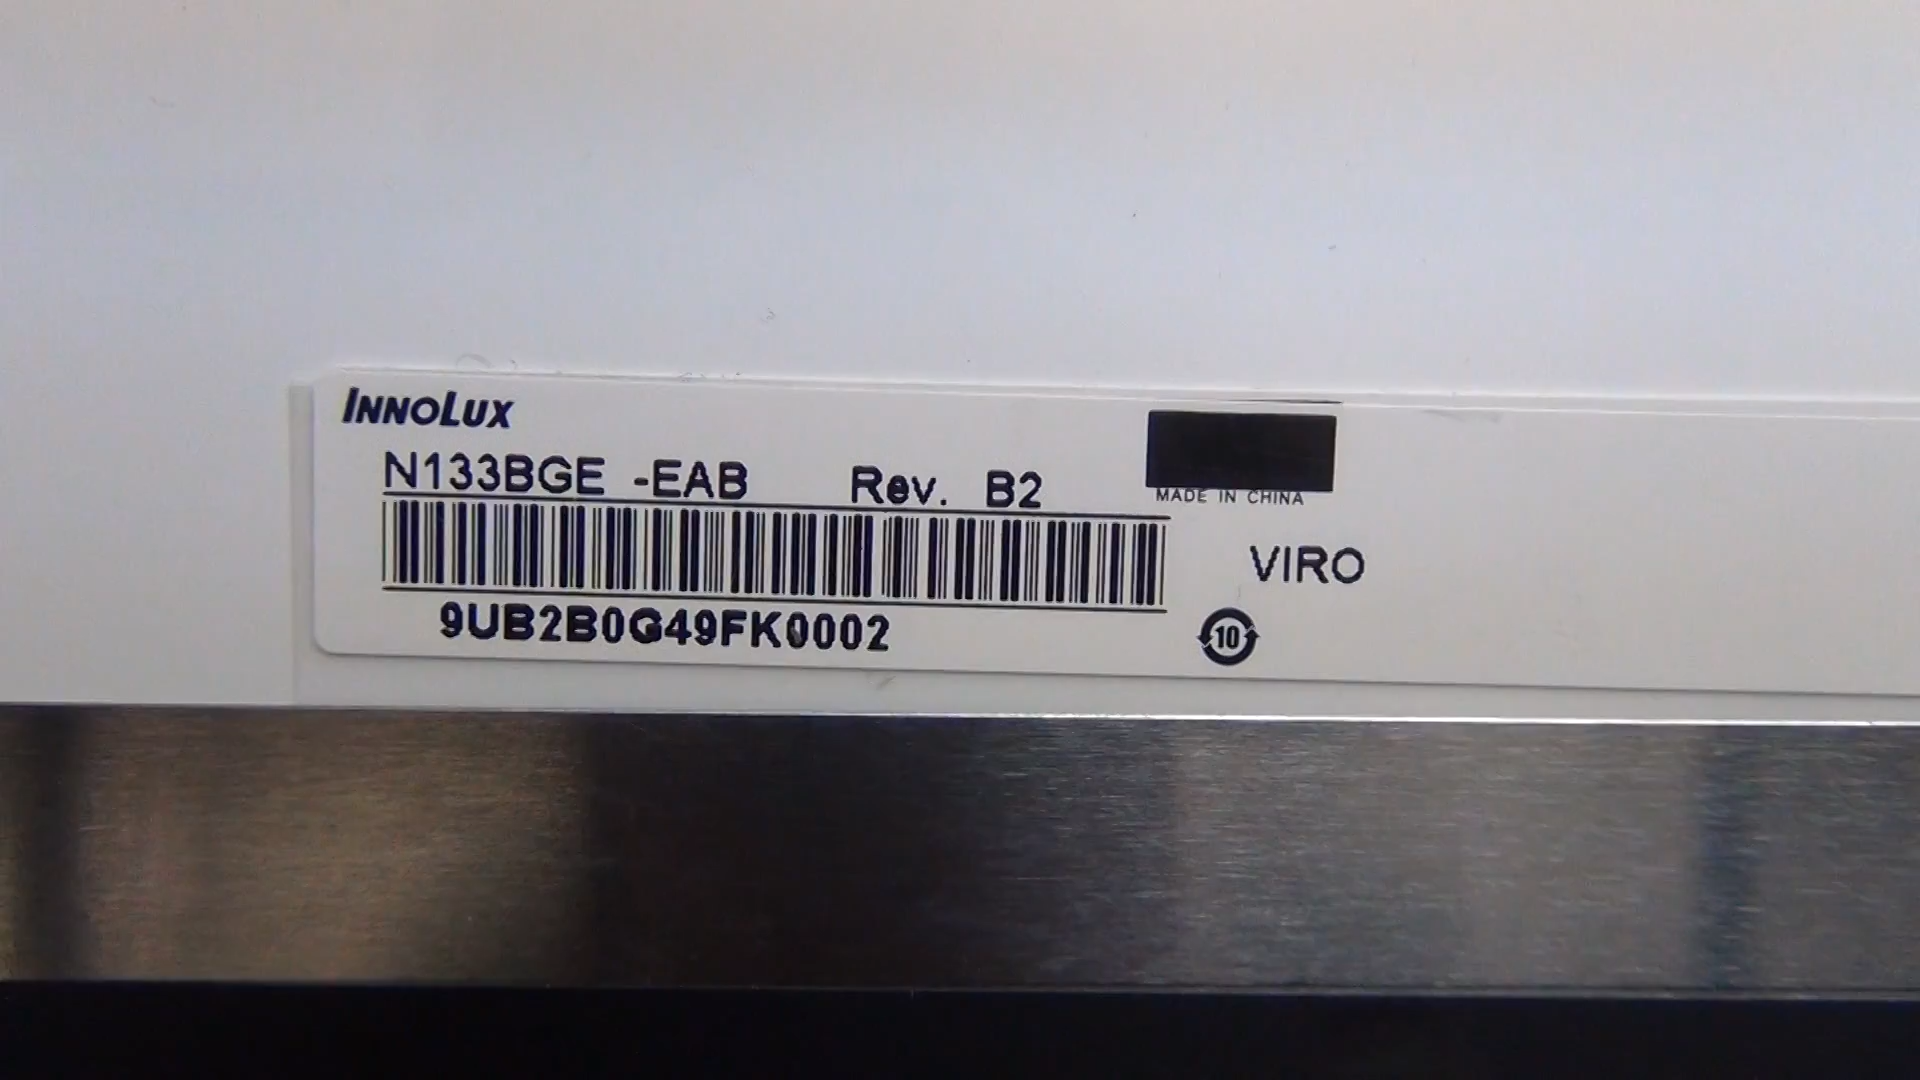 INNOLUX
N133BGE -EAB Rev. B2
MADE IN CHINA
VIRO
9UB2B0G49FK0002
10